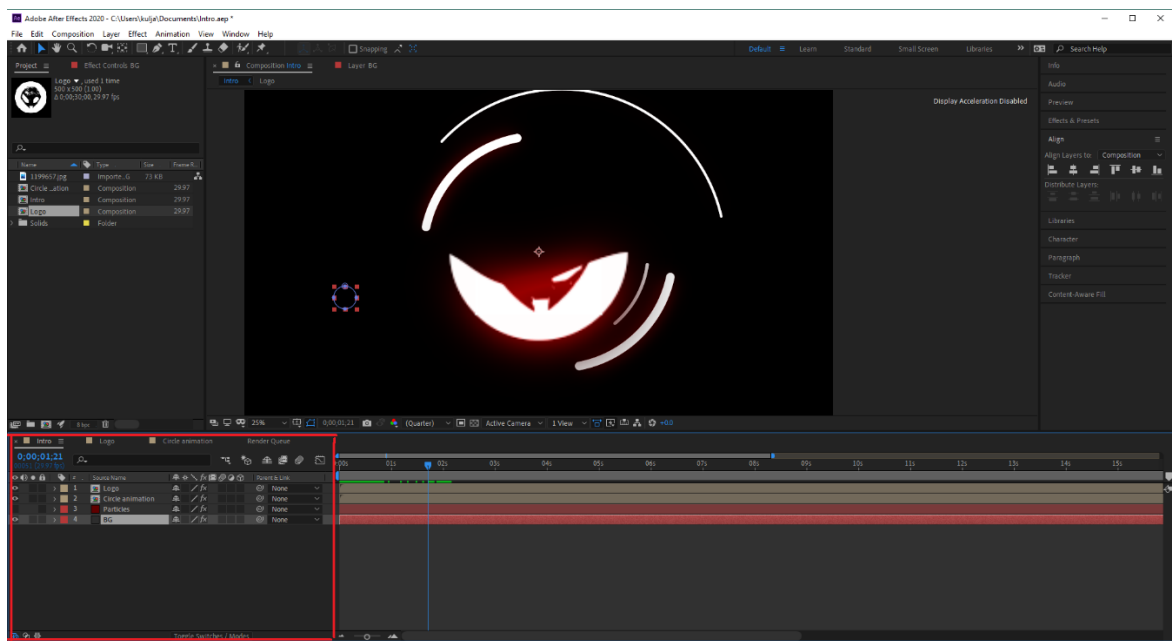 Adobe After Effects 2020 - C:\Users\kulja\Documents\Intro.aep *
File Edit Composition Layer Effect Animation View Window Help
Snapping
Default Learn Standard Small Screen Libraries Search Help
Project Effect Controls BG
Composition Intro Layer BG
Info
Intro Logo
Logo , used 1 time
500 x 500 (1.00)
Δ 0;00;30;00, 29.97 fps
Display Acceleration Disabled
Audio
Preview
Effects & Presets
Align
Align Layers to: Composition
Distribute Layers:
Libraries
Character
Paragraph
Tracker
Content-Aware Fill
Name Type Size Frame R...
1199657.jpg Importe..G 73 KB
Circle ..ation Composition 29.97
Intro Composition 29.97
Logo Composition 29.97
Solids Folder
8 bpc
25% 0;00;01;21 (Quarter) Active Camera 1 View +0.0
Intro Logo Circle animation Render Queue
0;00;01;21
:00s 01s 02s 03s 04s 05s 06s 07s 08s 09s 10s 11s 12s 13s 14s 15s
# Source Name Parent & Link
1 Logo None
2 Circle animation None
3 Particles None
4 BG None
Toggle Switches / Modes